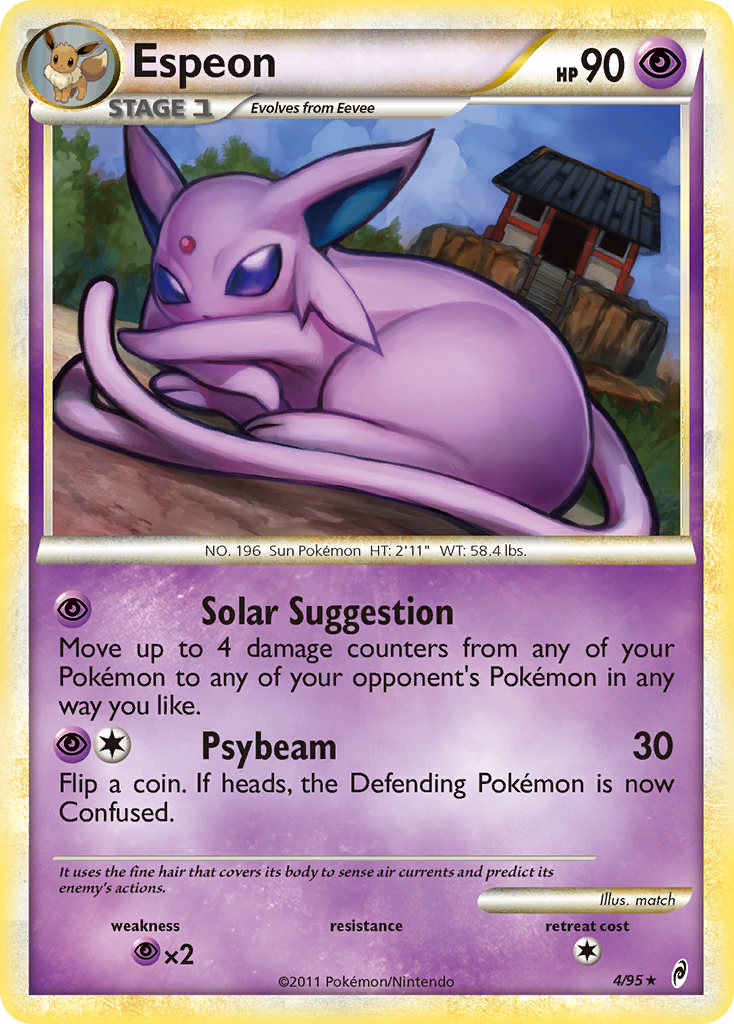 Espeon
HP 90
STAGE 1
Evolves from Eevee
NO. 196 Sun Pokémon HT: 2'11" WT: 58.4 lbs.
Solar Suggestion
Move up to 4 damage counters from any of your
Pokémon to any of your opponent's Pokémon in any
way you like.
Psybeam 30
Flip a coin. If heads, the Defending Pokémon is now
Confused.
It uses the fine hair that covers its body to sense air currents and predict its
enemy's actions.
Illus. match
weakness resistance retreat cost
×2
©2011 Pokémon/Nintendo 4/95 ★